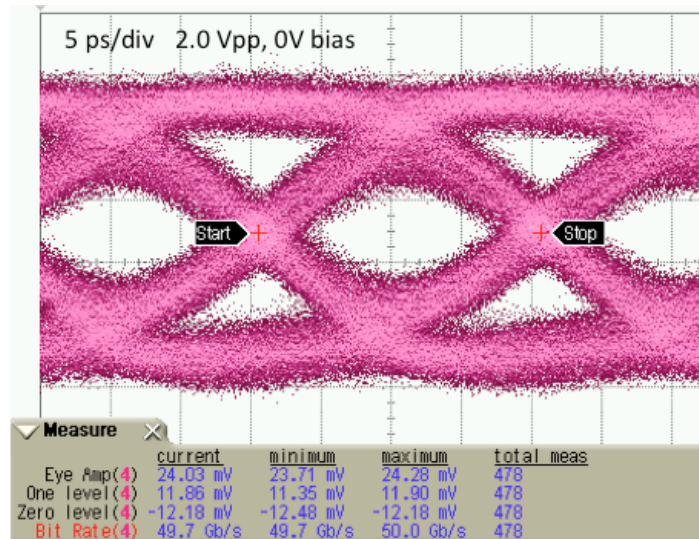 5 ps/div 2.0 Vpp, 0V bias
Start Stop
Measure
current minimum maximum total meas
Eye Amp(4) 24.03 mV 23.71 mV 24.28 mV 478
One level(4) 11.86 mV 11.35 mV 11.90 mV 478
Zero level(4) -12.18 mV -12.48 mV -12.18 mV 478
Bit Rate(4) 49.7 Gb/s 49.7 Gb/s 50.0 Gb/s 478